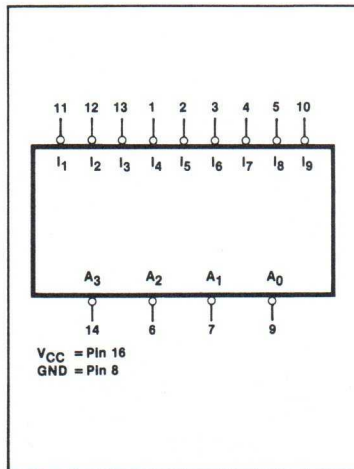 11 12 13 1 2 3 4 5 10
I1 I2 I3 I4 I5 I6 I7 I8 I9
A3 A2 A1 A0
14 6 7 9
VCC = Pin 16
GND = Pin 8